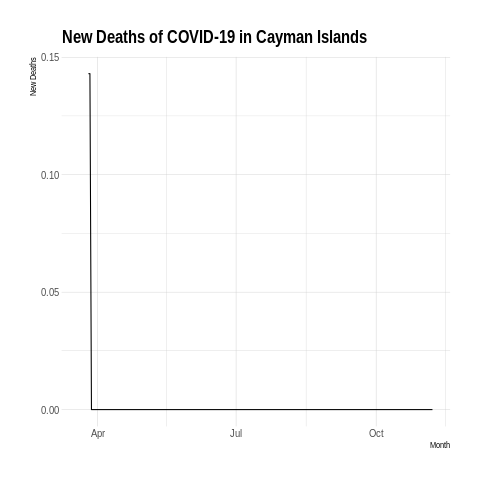 New Deaths of COVID-19 in Cayman Islands
0.15
New Deaths
0.10
0.05
0.00
Apr
Jul
Oct
Month